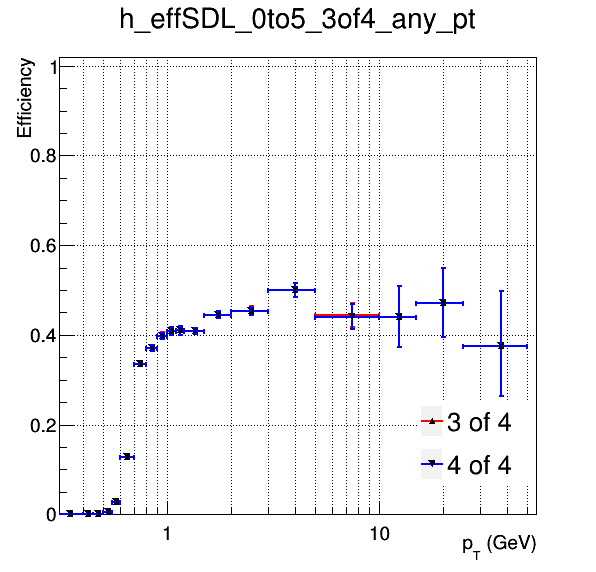 h_effSDL_0to5_3of4_any_pt
Efficiency
1
0.8
0.6
0.4
0.2
0
3 of 4
4 of 4
1
10
p_T (GeV)